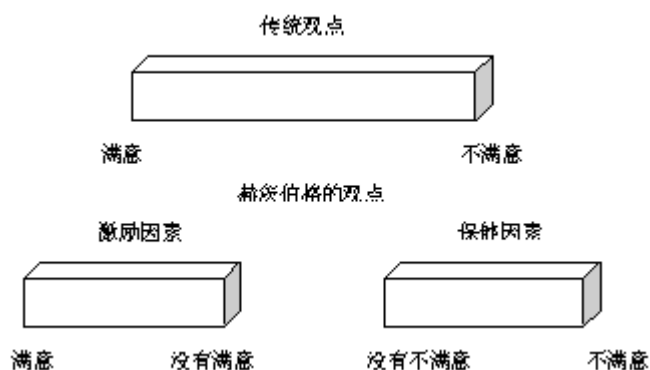 传统观点
满意 不满意
赫茨伯格的观点
激励因素 保健因素
满意 没有满意 没有不满意 不满意